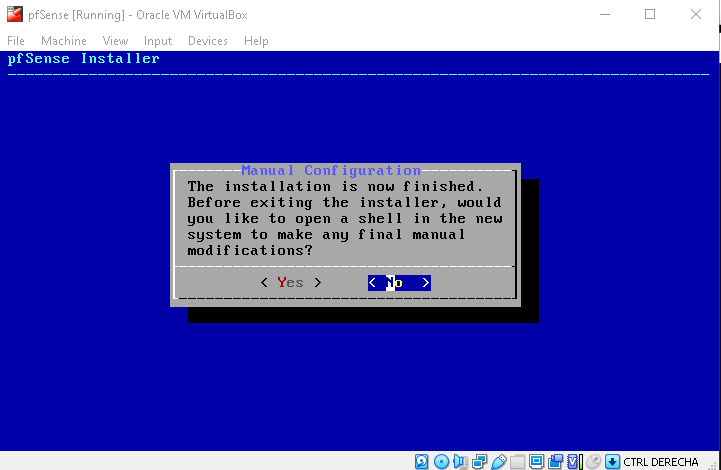 pfSense [Running] - Oracle VM VirtualBox
File Machine View Input Devices Help
pfSense Installer
Manual Configuration
The installation is now finished.
Before exiting the installer, would
you like to open a shell in the new
system to make any final manual
modifications?
< Yes > < No >
CTRL DERECHA